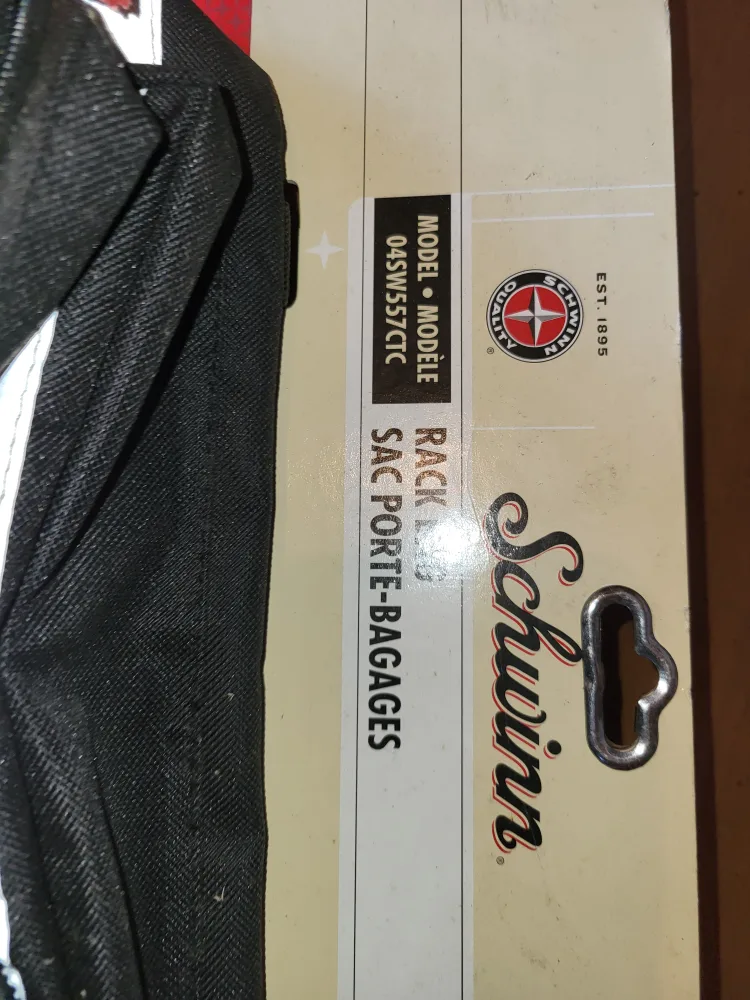 EST. 1895
SCHWINN
QUALITY
®
Schwinn®
MODEL • MODÈLE
04SW557CTC
RACK
SAC PORTE-BAGAGES